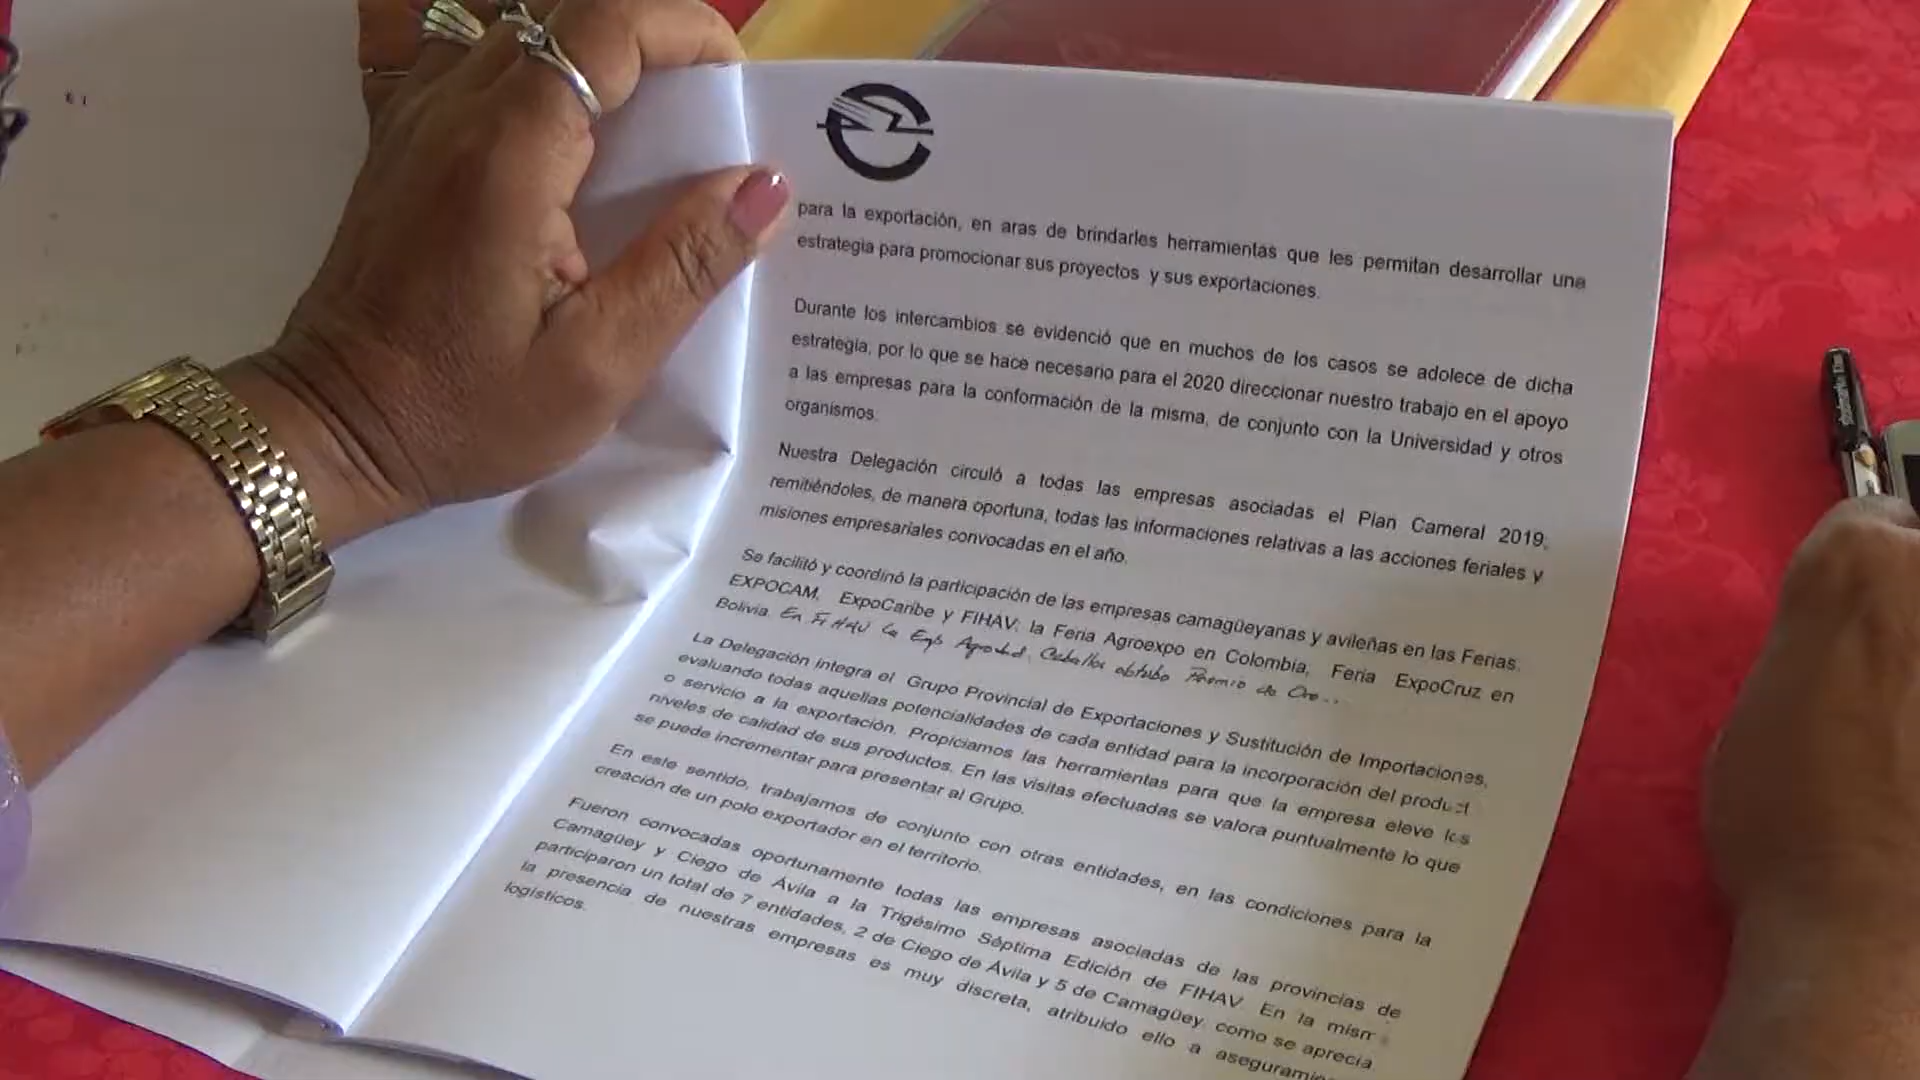 para la exportación, en aras de brindarles herramientas que les permitan desarrollar una
estrategia para promocionar sus proyectos y sus exportaciones.
Durante los intercambios se evidenció que en muchos de los casos se adolece de dicha
estrategia, por lo que se hace necesario para el 2020 direccionar nuestro trabajo en el apoyo
a las empresas para la conformación de la misma, de conjunto con la Universidad y otros
organismos.
Nuestra Delegación circuló a todas las empresas asociadas el Plan Cameral 2019,
remitiéndoles, de manera oportuna, todas las informaciones relativas a las acciones feriales y
misiones empresariales convocadas en el año.
Se facilitó y coordinó la participación de las empresas camagüeyanas y avileñas en las Ferias.
EXPOCAM, ExpoCaribe y FIHAV; la Feria Agroexpo en Colombia, Feria ExpoCruz en
Bolivia. En FIHAV la Ceballos obtubo Premio de Oro...
La Delegación integra el Grupo Provincial de Exportaciones y Sustitución de Importaciones,
evaluando todas aquellas potencialidades de cada entidad para la incorporación del product
o servicio a la exportación. Propiciamos las herramientas para que la empresa eleve los
niveles de calidad de sus productos. En las visitas efectuadas se valora puntualmente lo que
se puede incrementar para presentar al Grupo.
En este sentido, trabajamos de conjunto con otras entidades, en las condiciones para la
creación de un polo exportador en el territorio.
Fueron convocadas oportunamente todas las empresas asociadas de las provincias de
Camagüey y Ciego de Ávila a la Trigésimo Séptima Edición de FIHAV. En la mism
participaron un total de 7 entidades, 2 de Ciego de Ávila y 5 de Camagüey, como se aprecia
la presencia de nuestras empresas es muy discreta, atribuido ello a aseguramie
logísticos.